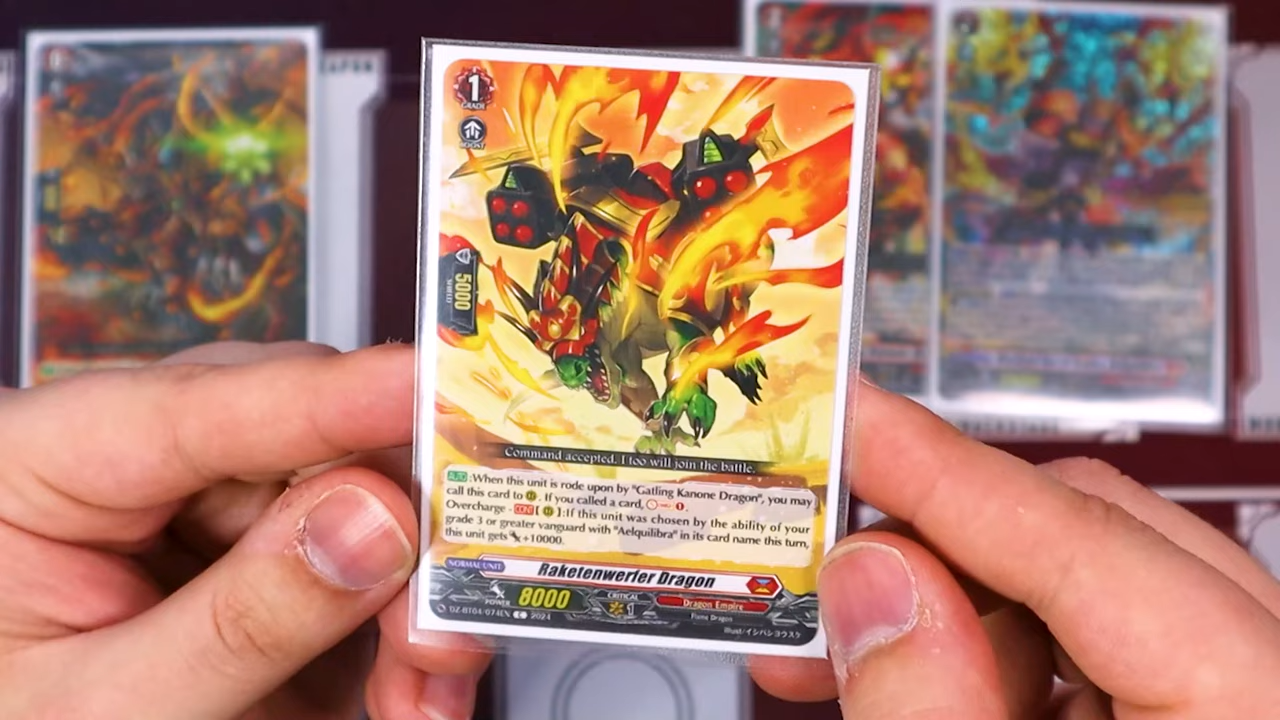 1
GRADE
BOOST
5000
SHIELD
Command accepted. I too will join the battle.
AUTO:When this unit is rode upon by "Gatling Kanone Dragon", you may
call this card to Ⓡ. If you called a card, 1.
Overcharge - CONT[Ⓡ]:If this unit was chosen by the ability of your
grade 3 or greater vanguard with "Aelquilibra" in its card name this turn,
this unit gets +10000.
NORMAL UNIT
Raketenwerfer Dragon
POWER 8000 CRITICAL 1 Dragon Empire
Flame Dragon
DZ-BT04/074EN C 2024 Illust/イシバシヨウスケ